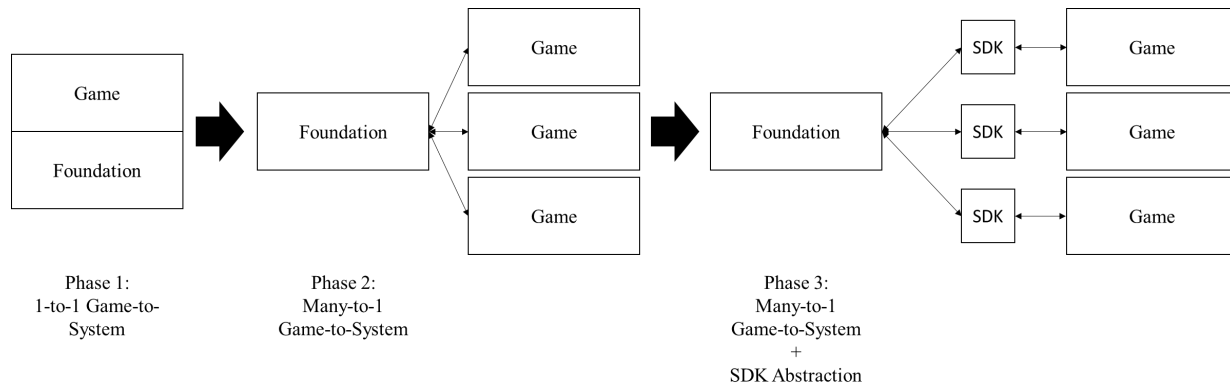 Game
Foundation
Phase 1:
1-to-1 Game-to-
System
Foundation
Game
Game
Game
Phase 2:
Many-to-1
Game-to-System
Foundation
SDK
Game
SDK
Game
SDK
Game
Phase 3:
Many-to-1
Game-to-System
+
SDK Abstraction